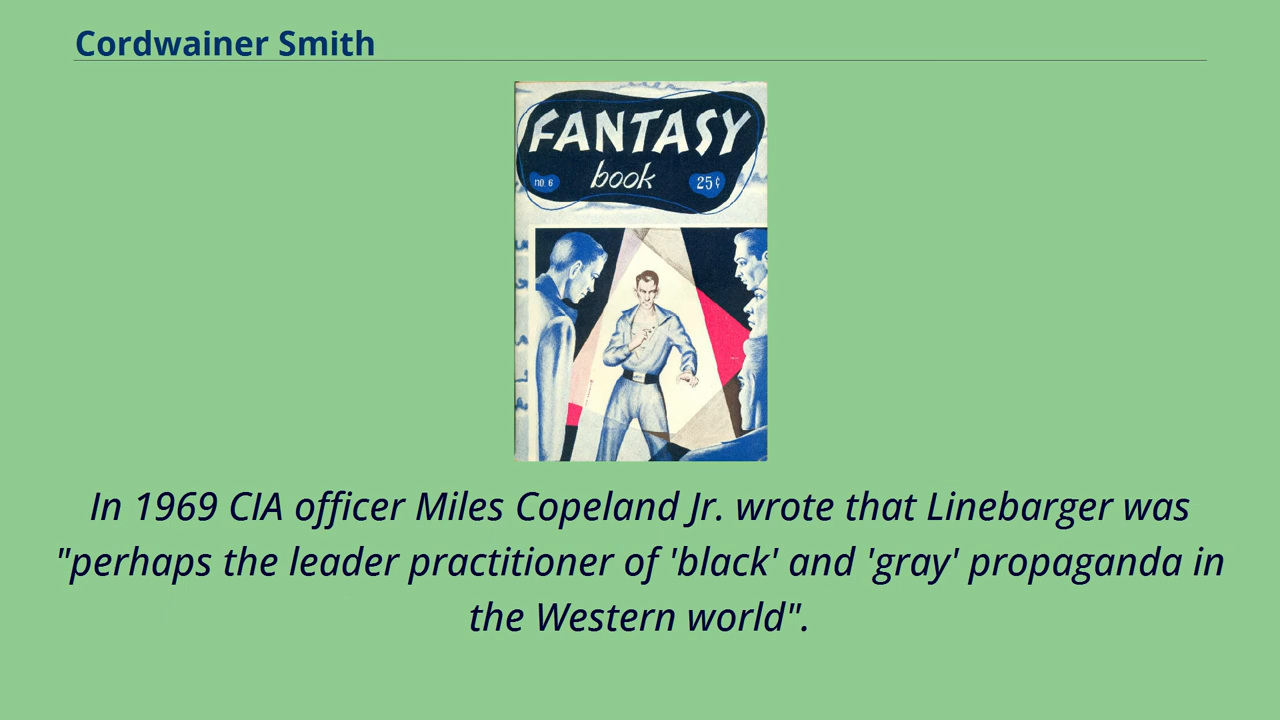 Cordwainer Smith
FANTASY
book
no. 6
25¢
In 1969 CIA officer Miles Copeland Jr. wrote that Linebarger was
"perhaps the leader practitioner of 'black' and 'gray' propaganda in
the Western world".